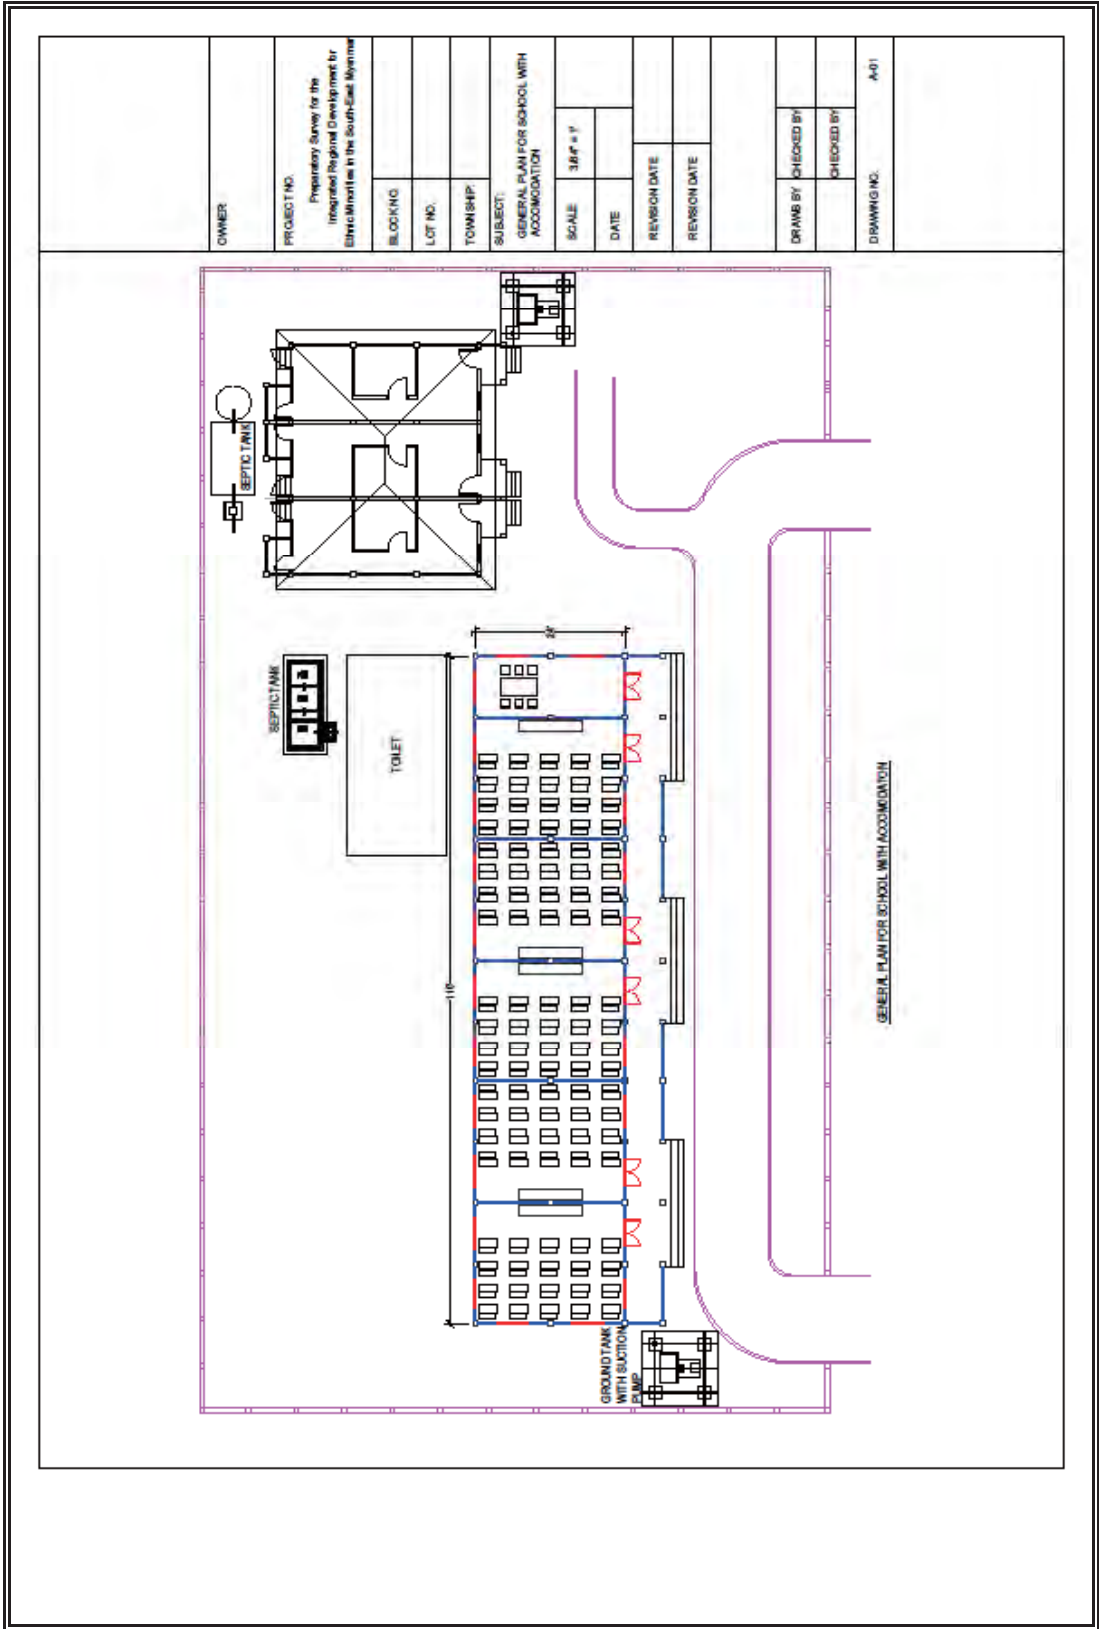 OWNER:
PROJECT NO.
Preparatory Survey for the
Integrated Regional Development for
Ethnic Minorities in the South-East Myanmar
BLOCK NO.
LOT NO.
TOWNSHIP:
SUBJECT:
GENERAL PLAN FOR SCHOOL WITH
ACCOMODATION
SCALE
DATE
REVISION DATE
REVISION DATE
DRAWB BY
CHECKED BY
CHECKED BY
DRAWING NO.
A-01
SEPTIC TANK
SEPTIC TANK
TOILET
24'
110'
GROUND TANK
WITH SUCTION
PUMP
GENERAL PLAN FOR SCHOOL WITH ACCOMODATON